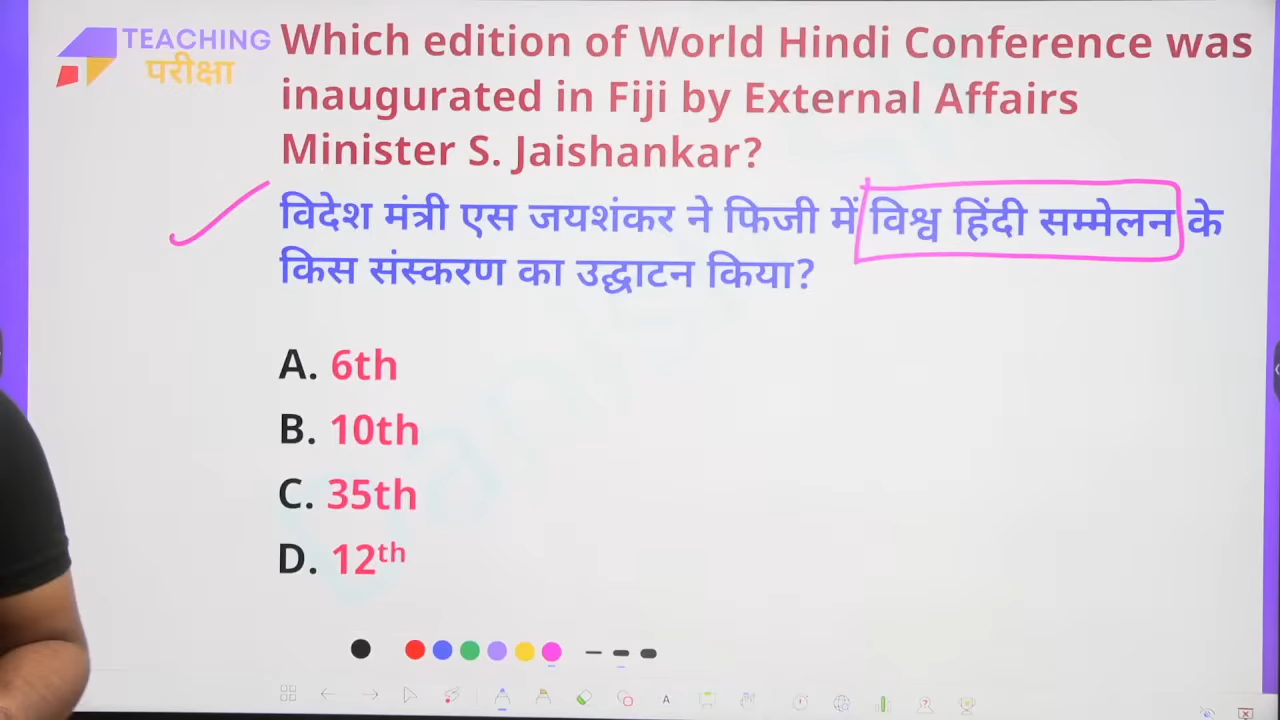 TEACHING
परीक्षा
Which edition of World Hindi Conference was
inaugurated in Fiji by External Affairs
Minister S. Jaishankar?
विदेश मंत्री एस जयशंकर ने फिजी में विश्व हिंदी सम्मेलन के
किस संस्करण का उद्घाटन किया?
A. 6th
B. 10th
C. 35th
D. 12th